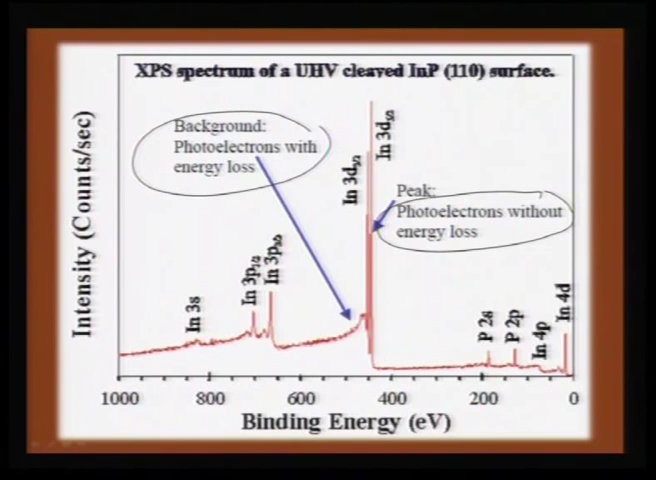 XPS spectrum of a UHV cleaved InP (110) surface.
Background:
Photoelectrons with
energy loss
In 3d5/2
In 3d3/2
Peak:
Photoelectrons without
energy loss
In 3s
In 3p1/2
In 3p3/2
P 2s
P 2p
In 4p
In 4d
Intensity (Counts/sec)
1000 800 600 400 200 0
Binding Energy (eV)